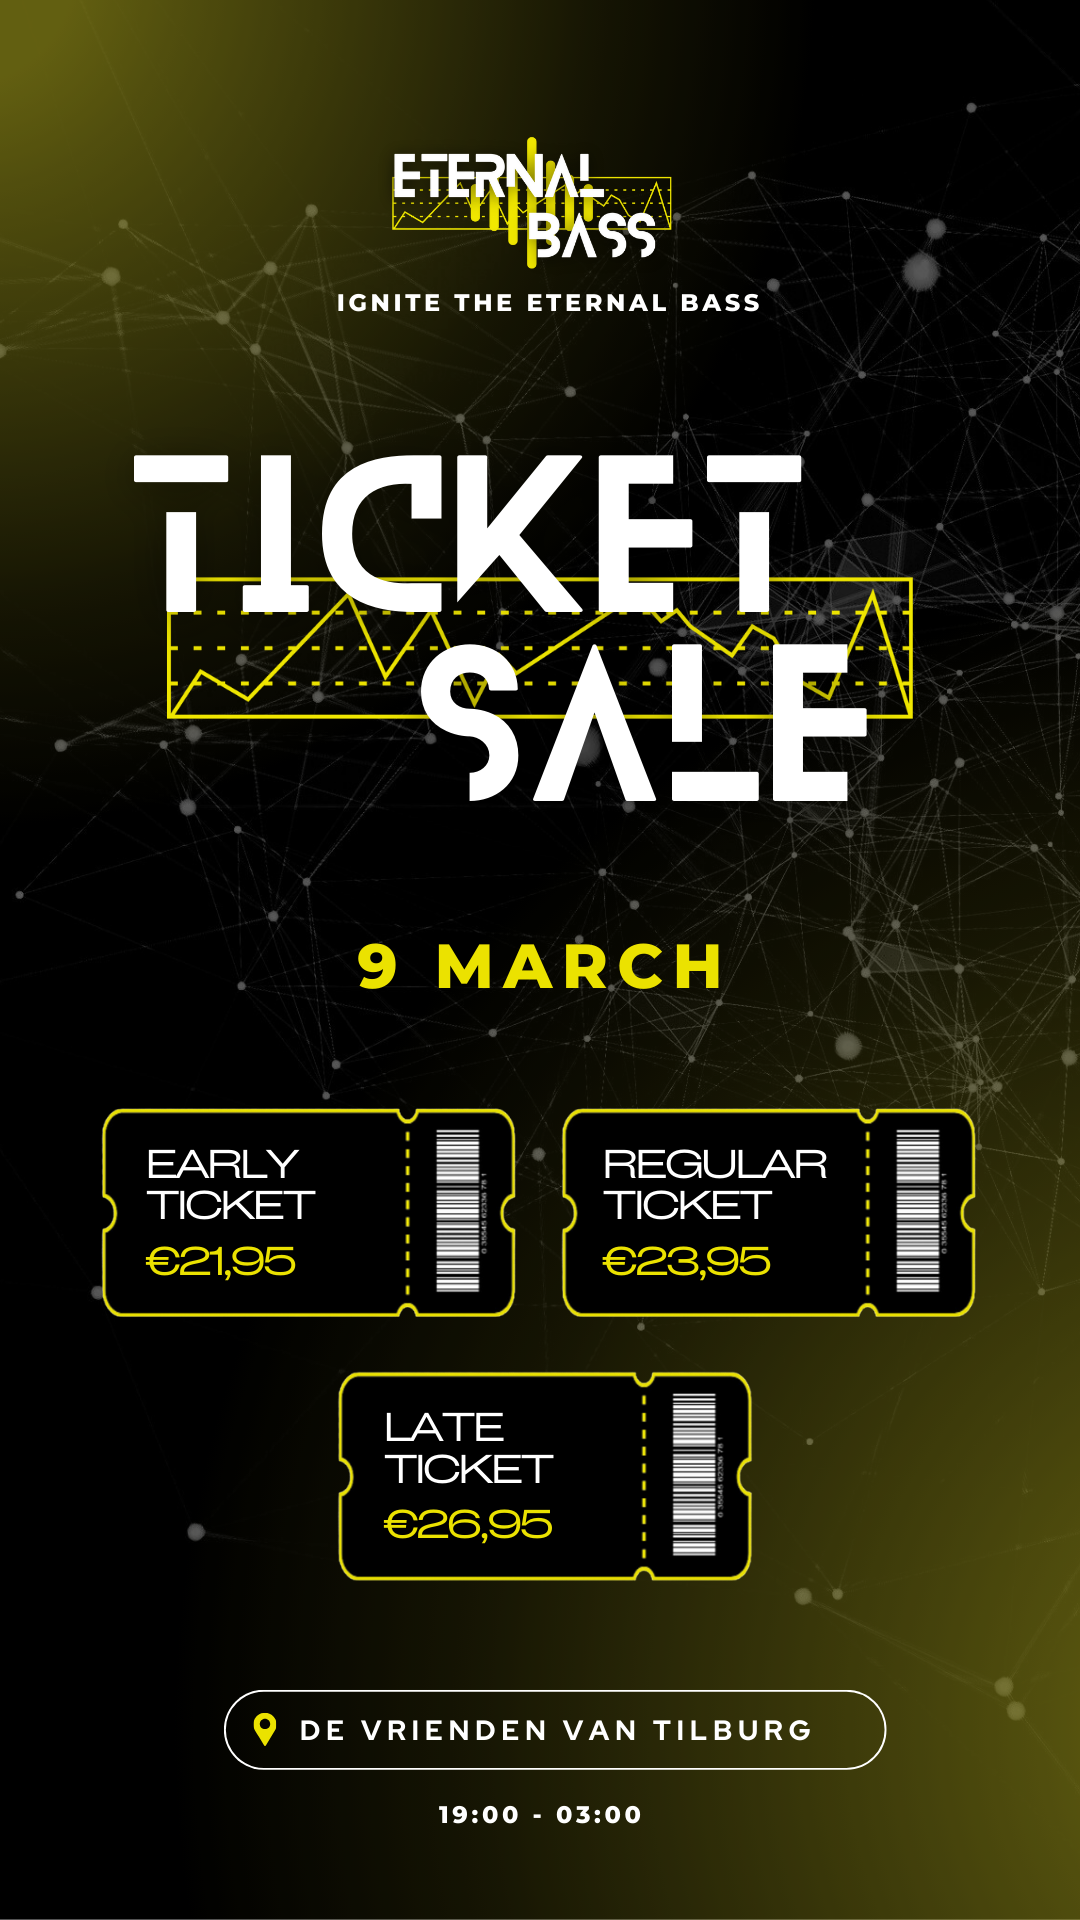 ETERNAL
BASS
IGNITE THE ETERNAL BASS
TICKET
SALE
9 MARCH
EARLY
TICKET
€21,95
REGULAR
TICKET
€23,95
LATE
TICKET
€26,95
DE VRIENDEN VAN TILBURG
19:00 - 03:00